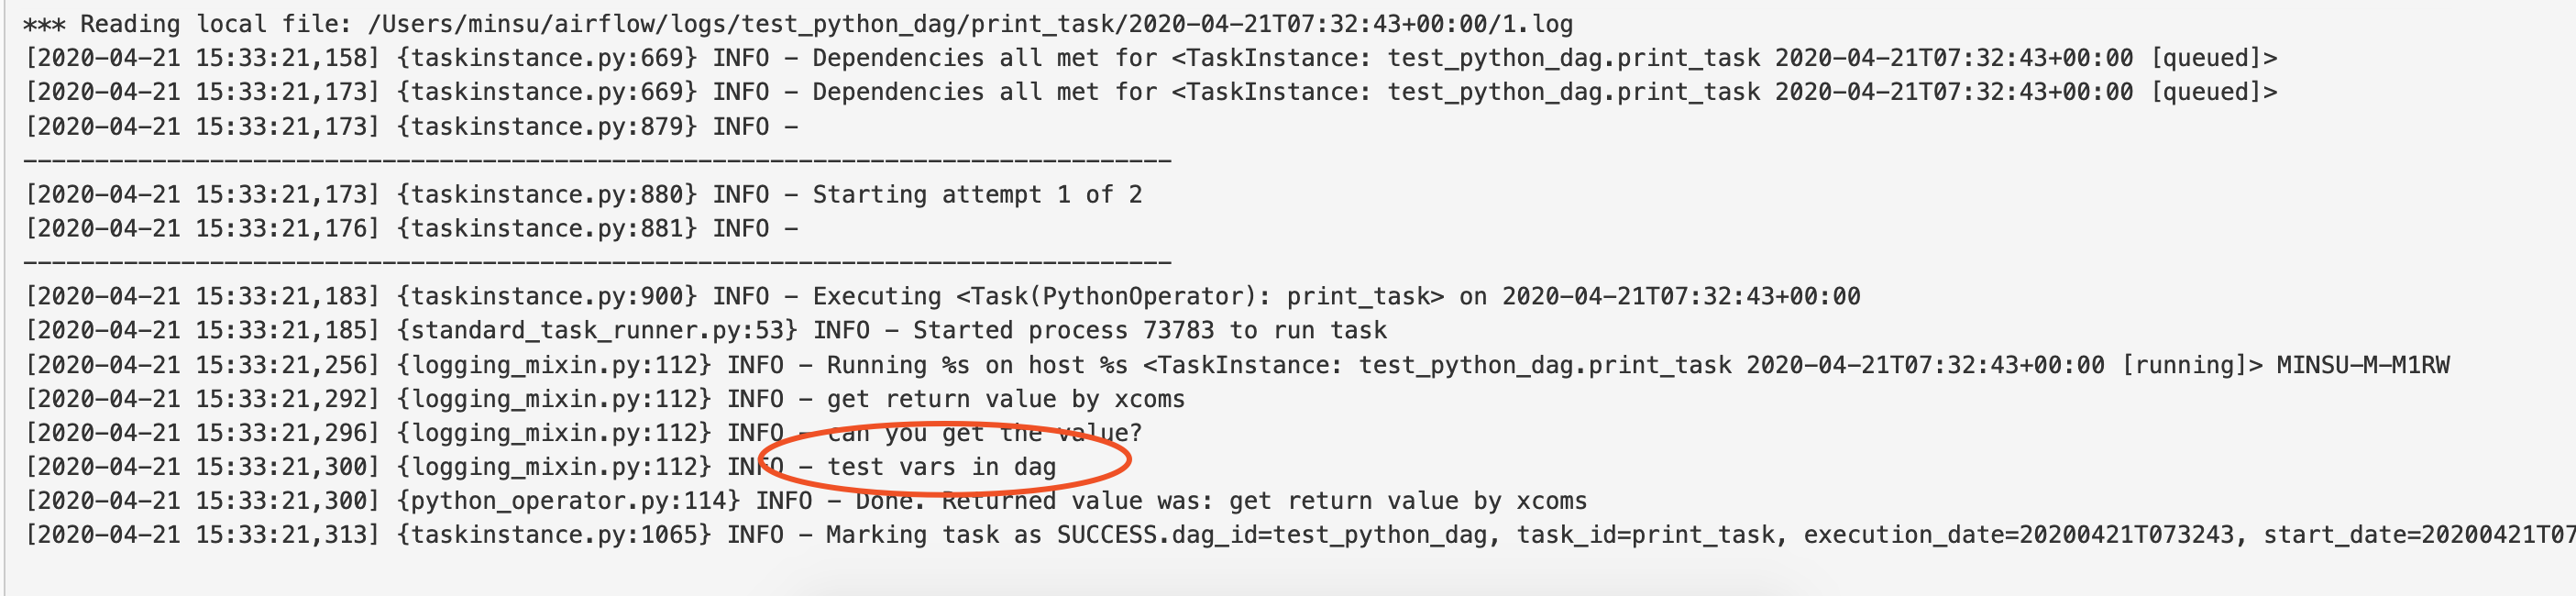 *** Reading local file: /Users/minsu/airflow/logs/test_python_dag/print_task/2020-04-21T07:32:43+00:00/1.log
[2020-04-21 15:33:21,158] {taskinstance.py:669} INFO - Dependencies all met for <TaskInstance: test_python_dag.print_task 2020-04-21T07:32:43+00:00 [queued]>
[2020-04-21 15:33:21,173] {taskinstance.py:669} INFO - Dependencies all met for <TaskInstance: test_python_dag.print_task 2020-04-21T07:32:43+00:00 [queued]>
[2020-04-21 15:33:21,173] {taskinstance.py:879} INFO -
--------------------------------------------------------------------------------
[2020-04-21 15:33:21,173] {taskinstance.py:880} INFO - Starting attempt 1 of 2
[2020-04-21 15:33:21,176] {taskinstance.py:881} INFO -
--------------------------------------------------------------------------------
[2020-04-21 15:33:21,183] {taskinstance.py:900} INFO - Executing <Task(PythonOperator): print_task> on 2020-04-21T07:32:43+00:00
[2020-04-21 15:33:21,185] {standard_task_runner.py:53} INFO - Started process 73783 to run task
[2020-04-21 15:33:21,256] {logging_mixin.py:112} INFO - Running %s on host %s <TaskInstance: test_python_dag.print_task 2020-04-21T07:32:43+00:00 [running]> MINSU-M-M1RW
[2020-04-21 15:33:21,292] {logging_mixin.py:112} INFO - get return value by xcoms
[2020-04-21 15:33:21,296] {logging_mixin.py:112} INFO - can you get the value?
[2020-04-21 15:33:21,300] {logging_mixin.py:112} INFO - test vars in dag
[2020-04-21 15:33:21,300] {python_operator.py:114} INFO - Done. Returned value was: get return value by xcoms
[2020-04-21 15:33:21,313] {taskinstance.py:1065} INFO - Marking task as SUCCESS.dag_id=test_python_dag, task_id=print_task, execution_date=20200421T073243, start_date=20200421T07